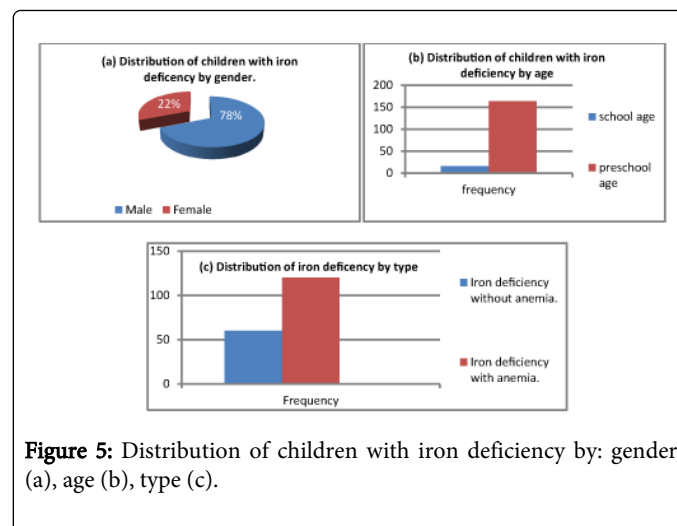 (a) Distribution of children with iron
deficency by gender.
22%
78%
Male Female
(b) Distribution of children with iron
deficiency by age
200
150
100
50
0
frequency
school age
preschool
age
(c) Distribution of iron deficency by type
150
100
50
0
Frequency
Iron deficiency
without anemia.
Iron deficiency
with anemia.
Figure 5: Distribution of children with iron deficiency by: gender
(a), age (b), type (c).